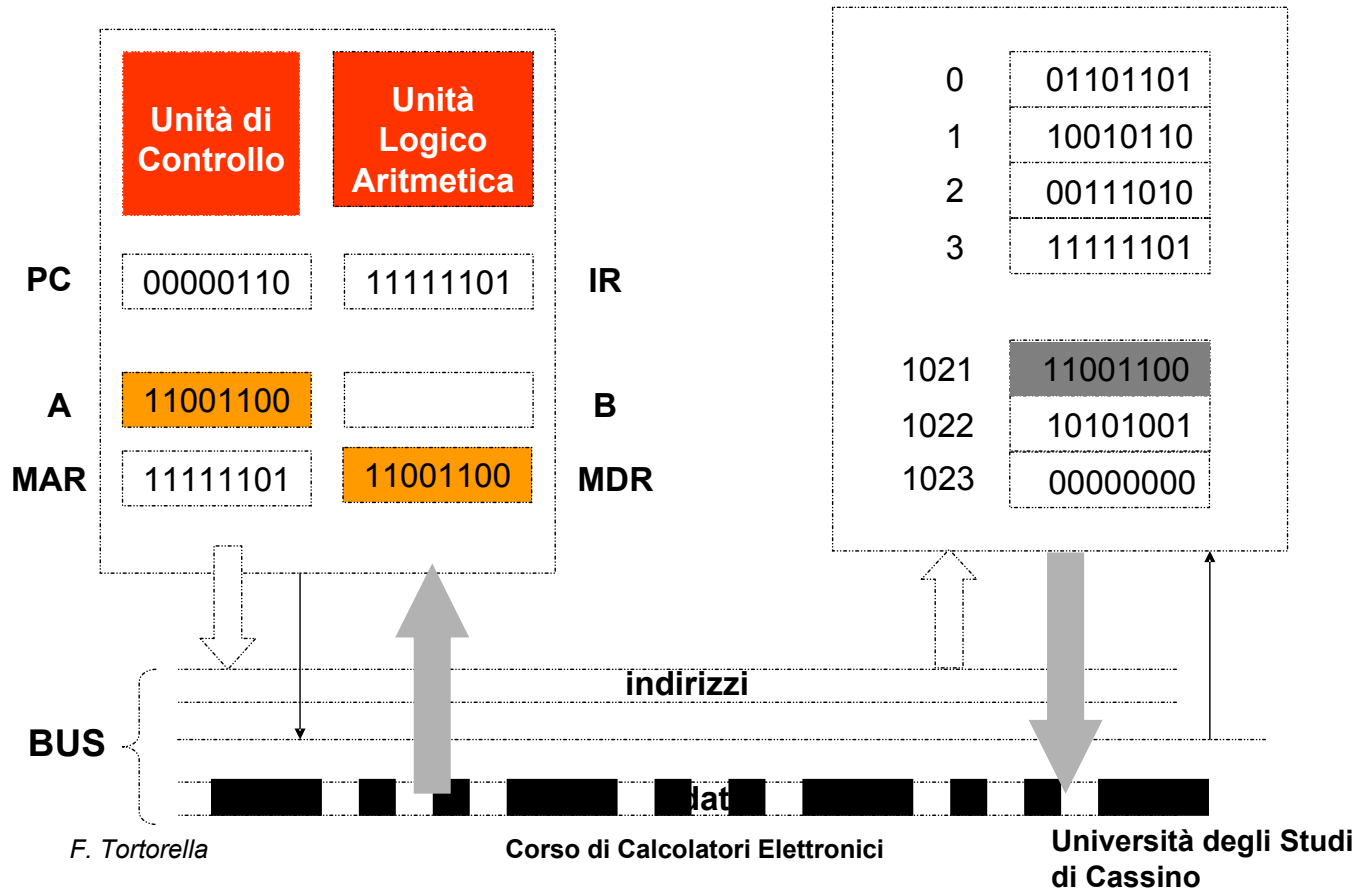 Unità di
Controllo
Unità
Logico
Aritmetica
PC 00000110 11111101 IR
A 11001100 B
MAR 11111101 11001100 MDR
0 01101101
1 10010110
2 00111010
3 11111101
1021 11001100
1022 10101001
1023 00000000
indirizzi
BUS
F. Tortorella
Corso di Calcolatori Elettronici
Università degli Studi
di Cassino